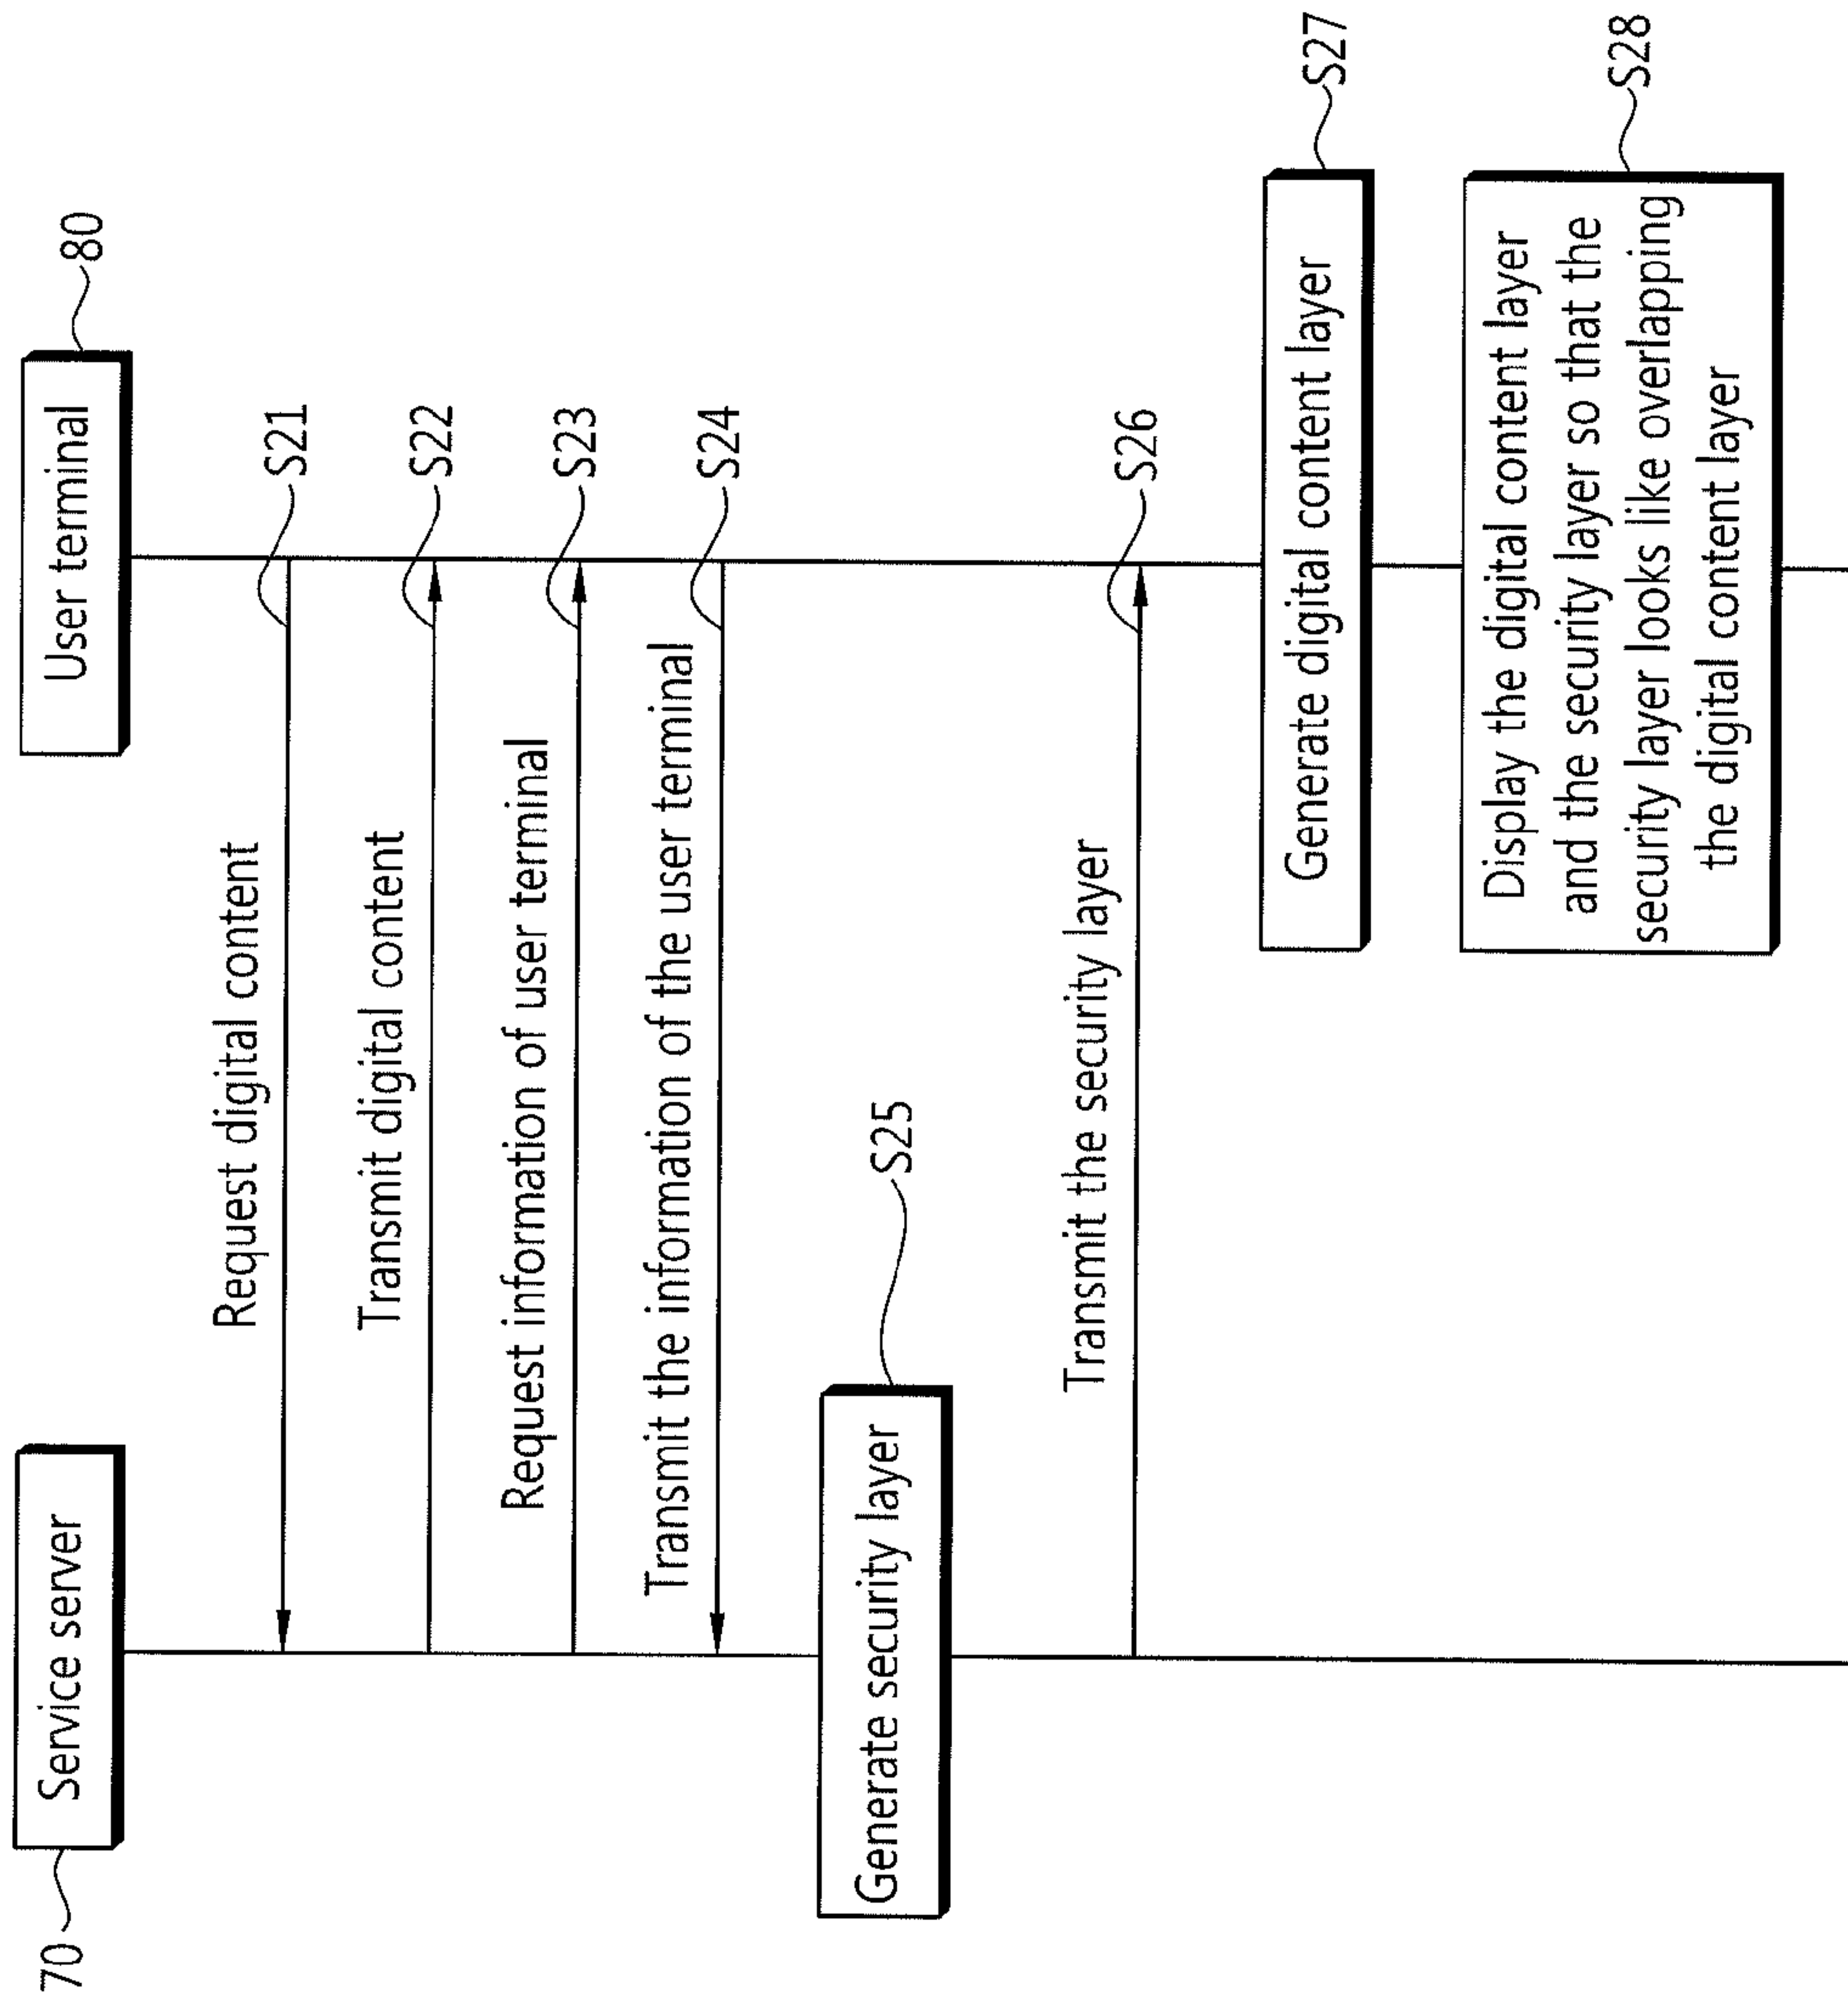 70
Service server
User terminal
80
Request digital content
S21
Transmit digital content
S22
Request information of user terminal
S23
Transmit the information of the user terminal
S24
Generate security layer
S25
Transmit the security layer
S26
Generate digital content layer
S27
Display the digital content layer
and the security layer so that the
security layer looks like overlapping
the digital content layer
S28